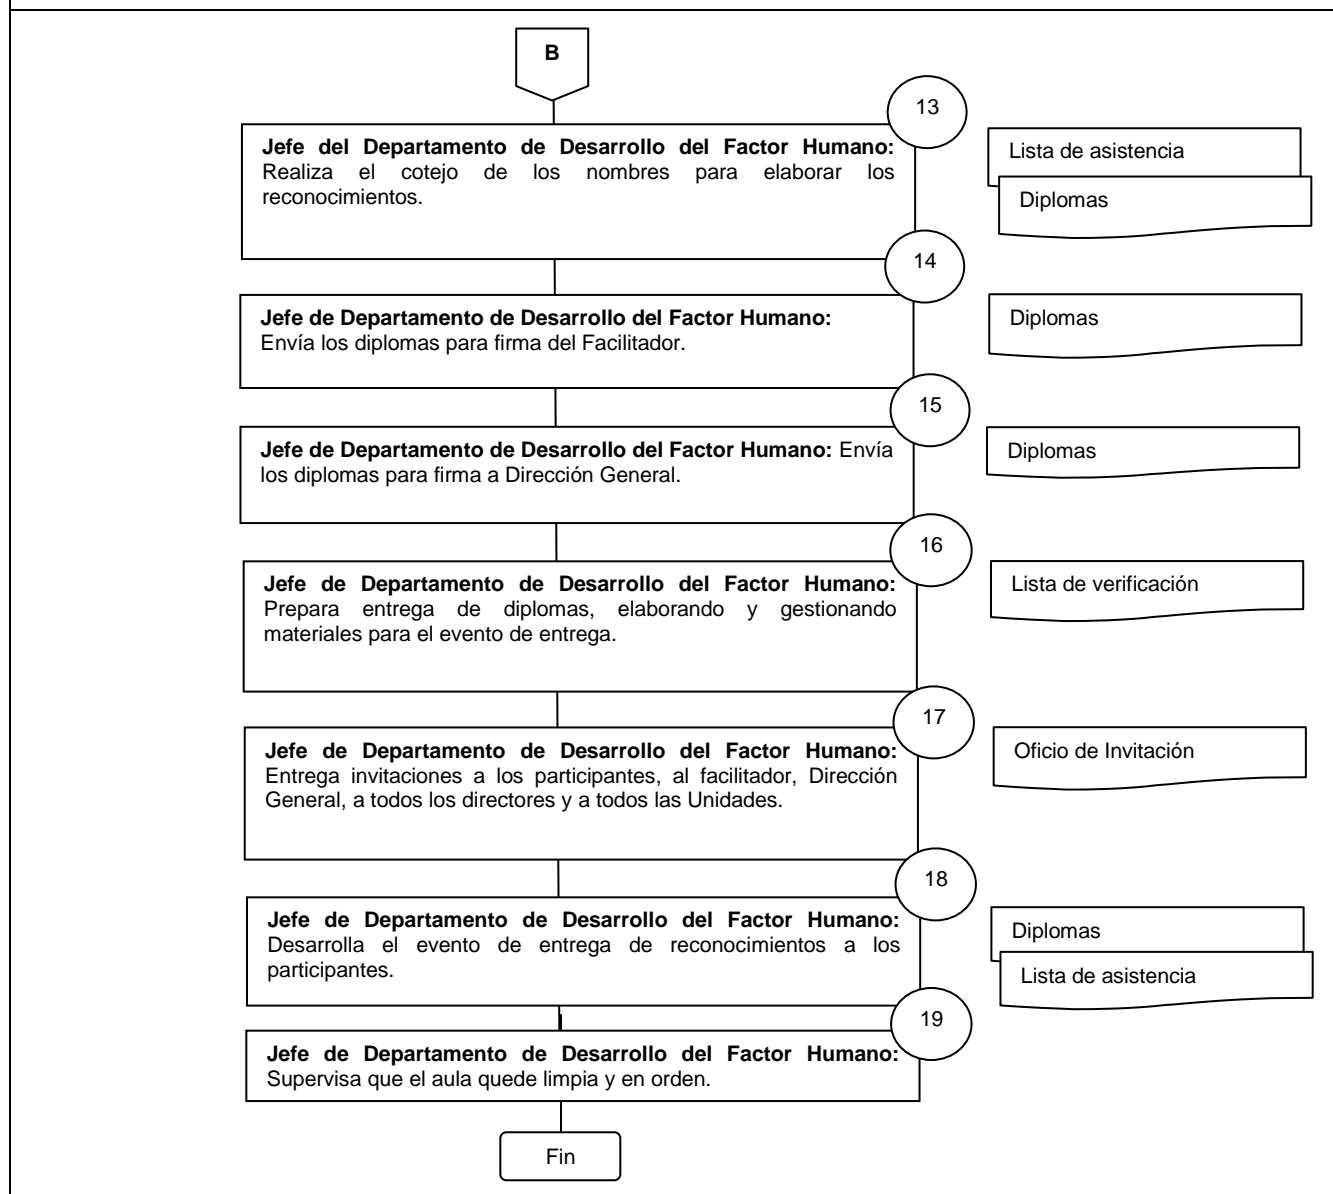 B
13
Jefe del Departamento de Desarrollo del Factor Humano:
Realiza el cotejo de los nombres para elaborar los
reconocimientos.
Lista de asistencia
Diplomas
14
Jefe de Departamento de Desarrollo del Factor Humano:
Envía los diplomas para firma del Facilitador.
Diplomas
15
Jefe de Departamento de Desarrollo del Factor Humano: Envía
los diplomas para firma a Dirección General.
Diplomas
16
Jefe de Departamento de Desarrollo del Factor Humano:
Prepara entrega de diplomas, elaborando y gestionando
materiales para el evento de entrega.
Lista de verificación
17
Jefe de Departamento de Desarrollo del Factor Humano:
Entrega invitaciones a los participantes, al facilitador, Dirección
General, a todos los directores y a todos las Unidades.
Oficio de Invitación
18
Jefe de Departamento de Desarrollo del Factor Humano:
Desarrolla el evento de entrega de reconocimientos a los
participantes.
Diplomas
Lista de asistencia
19
Jefe de Departamento de Desarrollo del Factor Humano:
Supervisa que el aula quede limpia y en orden.
Fin